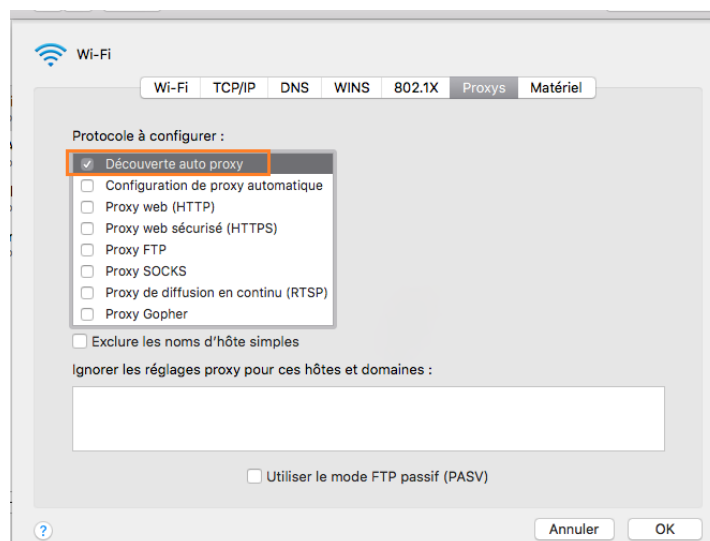 Wi-Fi
Wi-Fi TCP/IP DNS WINS 802.1X Proxys Matériel
Protocole à configurer :
Découverte auto proxy
Configuration de proxy automatique
Proxy web (HTTP)
Proxy web sécurisé (HTTPS)
Proxy FTP
Proxy SOCKS
Proxy de diffusion en continu (RTSP)
Proxy Gopher
Exclure les noms d'hôte simples
Ignorer les réglages proxy pour ces hôtes et domaines :
Utiliser le mode FTP passif (PASV)
? Annuler OK